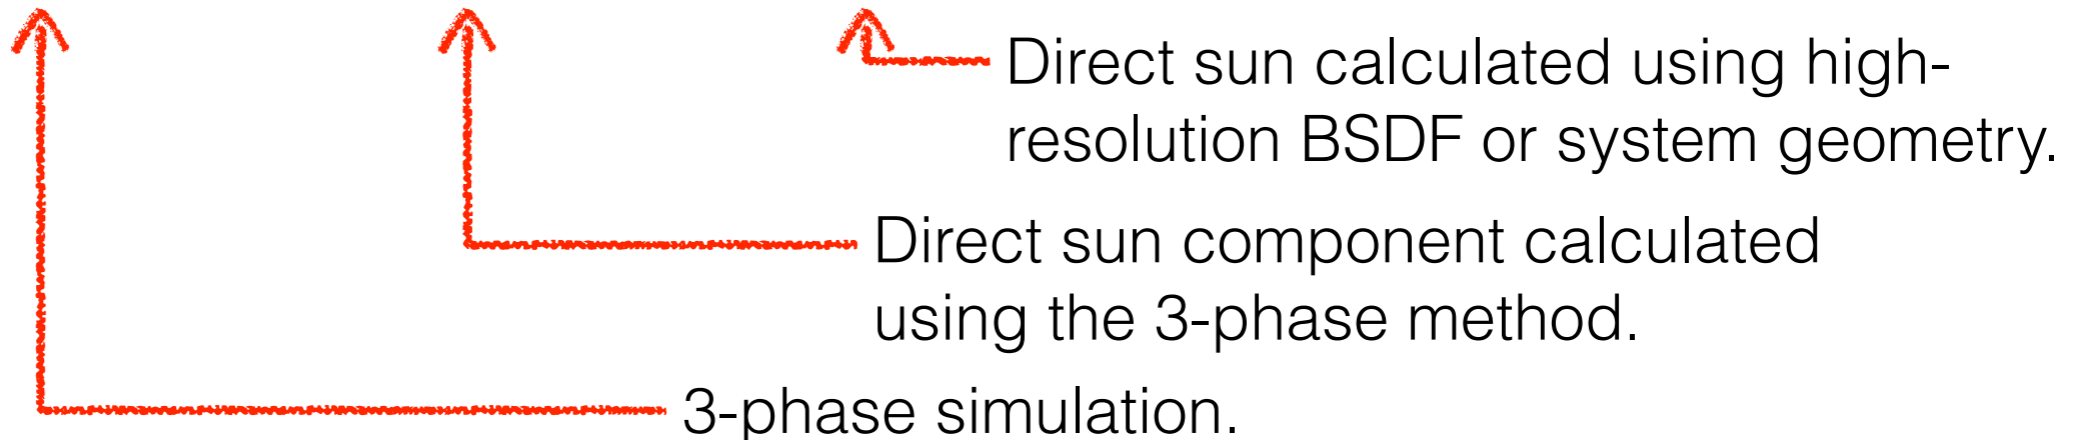 Direct sun calculated using high-
resolution BSDF or system geometry.
Direct sun component calculated
using the 3-phase method.
3-phase simulation.